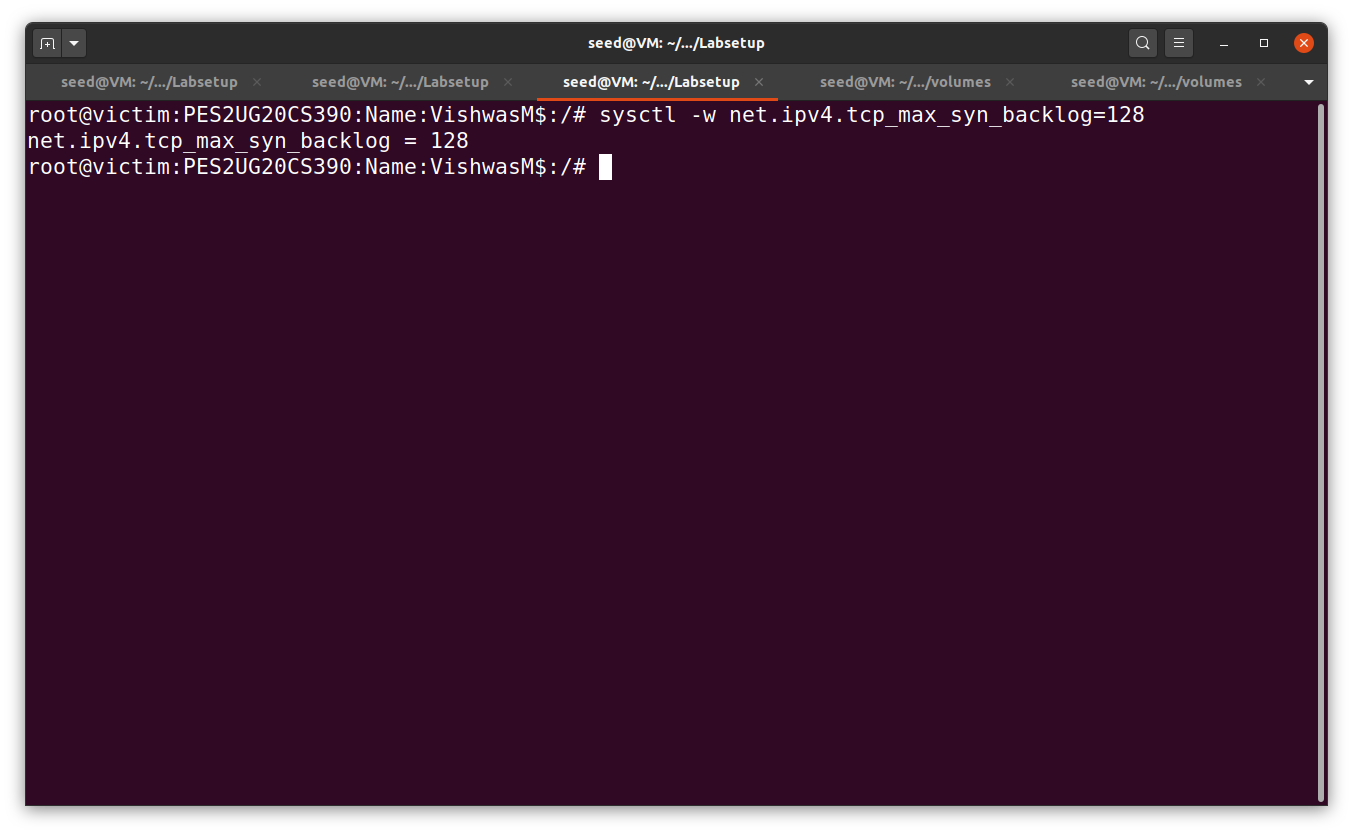 seed@VM: ~/.../Labsetup
seed@VM: ~/.../Labsetup
seed@VM: ~/.../Labsetup
seed@VM: ~/.../Labsetup
seed@VM: ~/.../volumes
seed@VM: ~/.../volumes
root@victim:PES2UG20CS390:Name:VishwasM$:/# sysctl -w net.ipv4.tcp_max_syn_backlog=128
net.ipv4.tcp_max_syn_backlog = 128
root@victim:PES2UG20CS390:Name:VishwasM$:/#